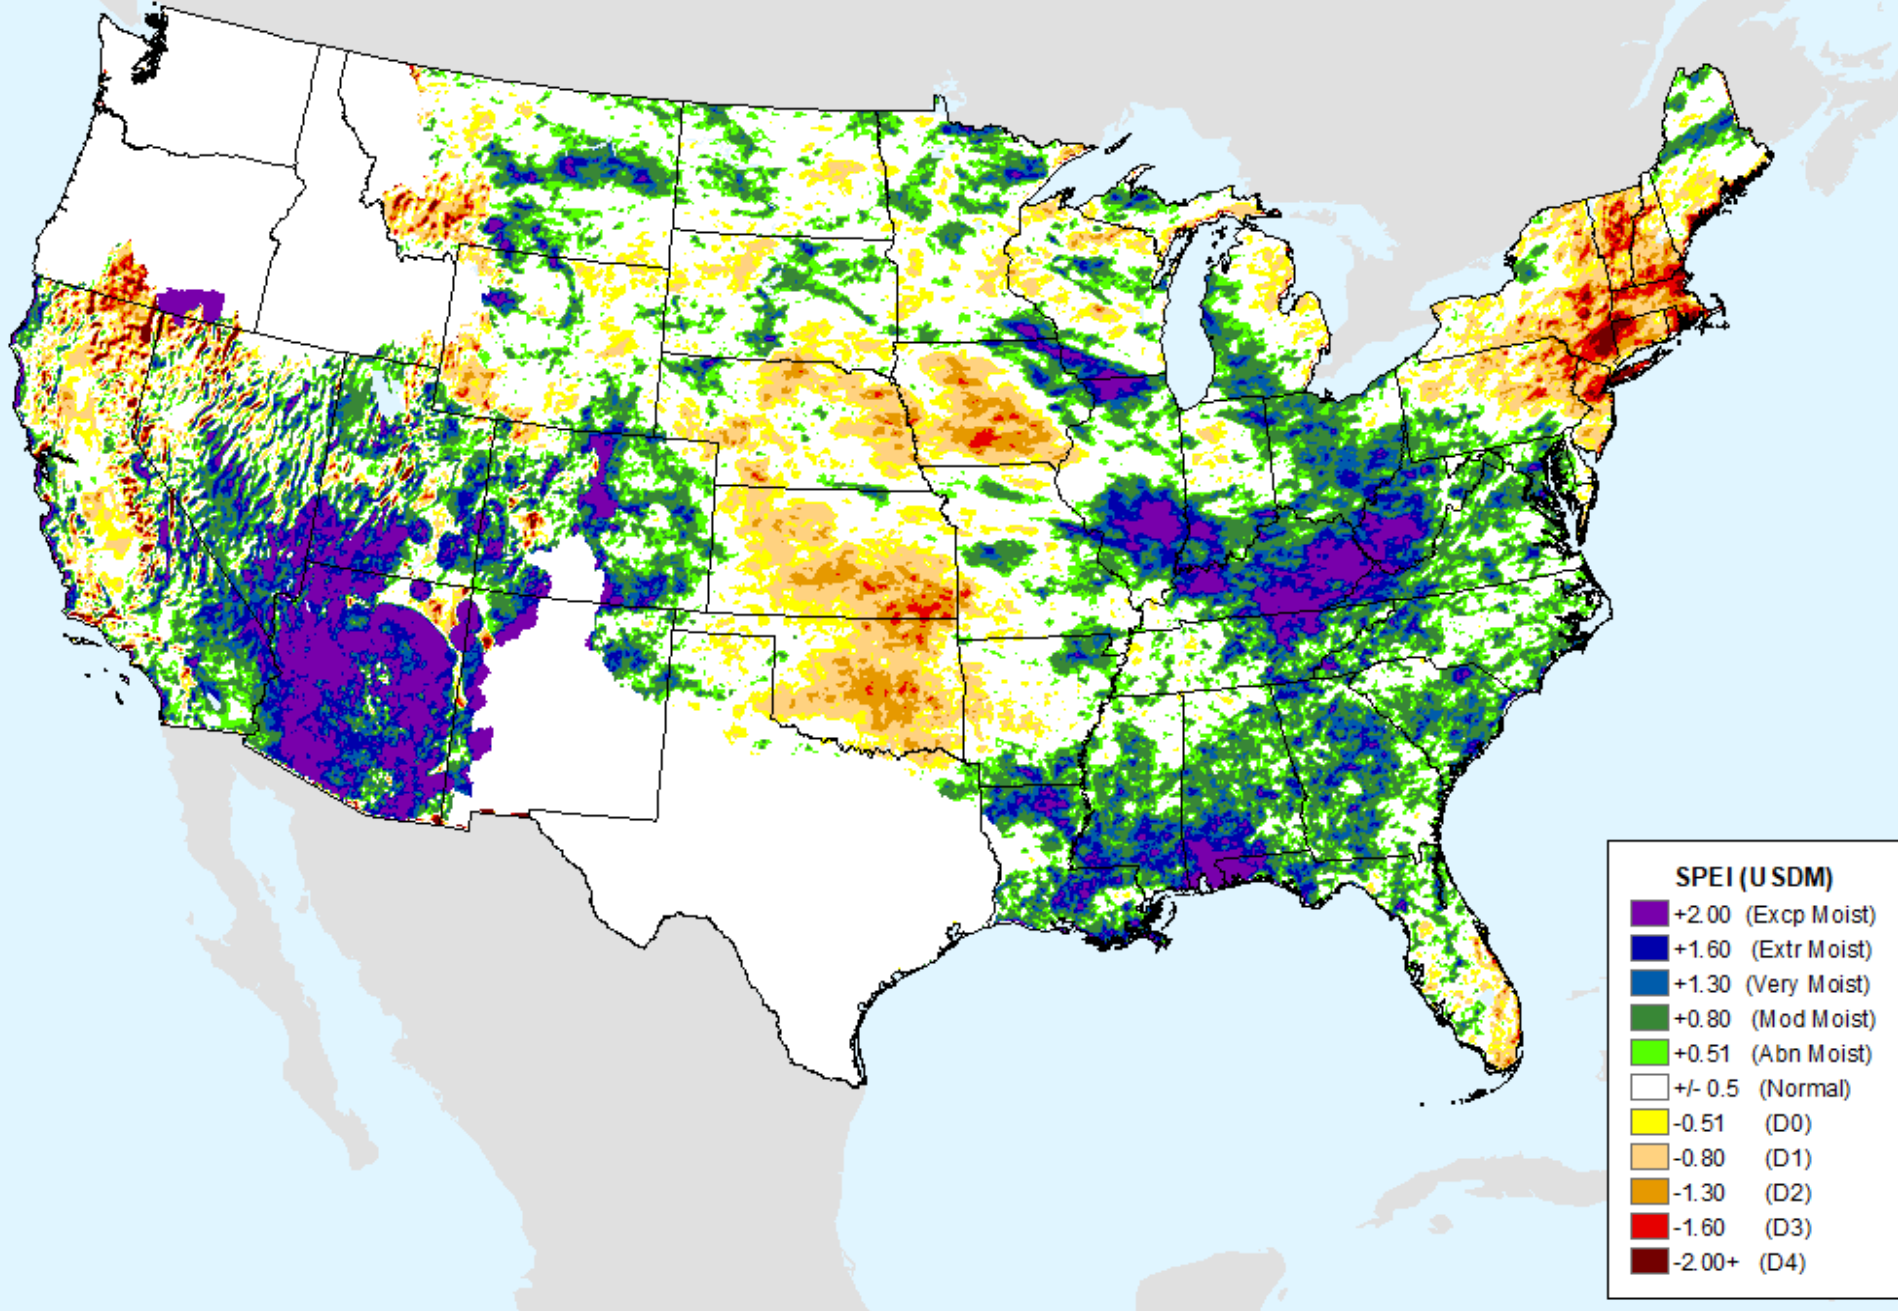 SPEI (USDM)
+2.00 (Excp Moist)
+1.60 (Extr Moist)
+1.30 (Very Moist)
+0.80 (Mod Moist)
+0.51 (Abn Moist)
+/- 0.5 (Normal)
-0.51 (D0)
-0.80 (D1)
-1.30 (D2)
-1.60 (D3)
-2.00+ (D4)